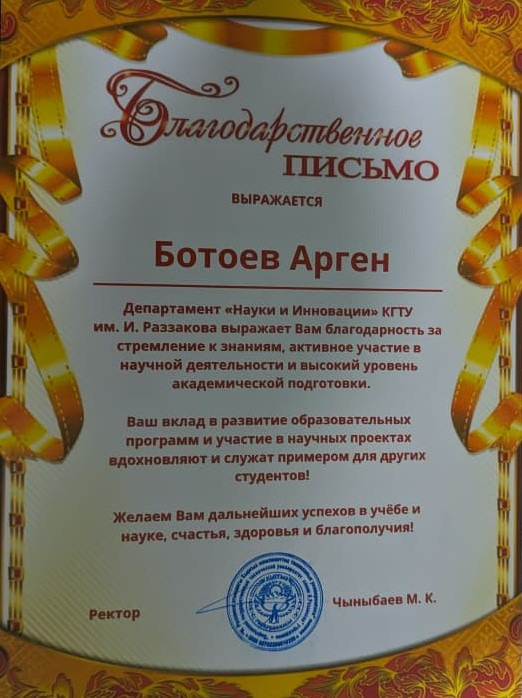 Благодарственное
ПИСЬМО
ВЫРАЖАЕТСЯ
Ботоев Арген
Департамент «Науки и Инновации» КГТУ
им. И. Раззакова выражает Вам благодарность за
стремление к знаниям, активное участие в
научной деятельности и высокий уровень
академической подготовки.
Ваш вклад в развитие образовательных
программ и участие в научных проектах
вдохновляют и служат примером для других
студентов!
Желаем Вам дальнейших успехов в учёбе и
науке, счастья, здоровья и благополучия!
Ректор
Чыныбаев М. К.